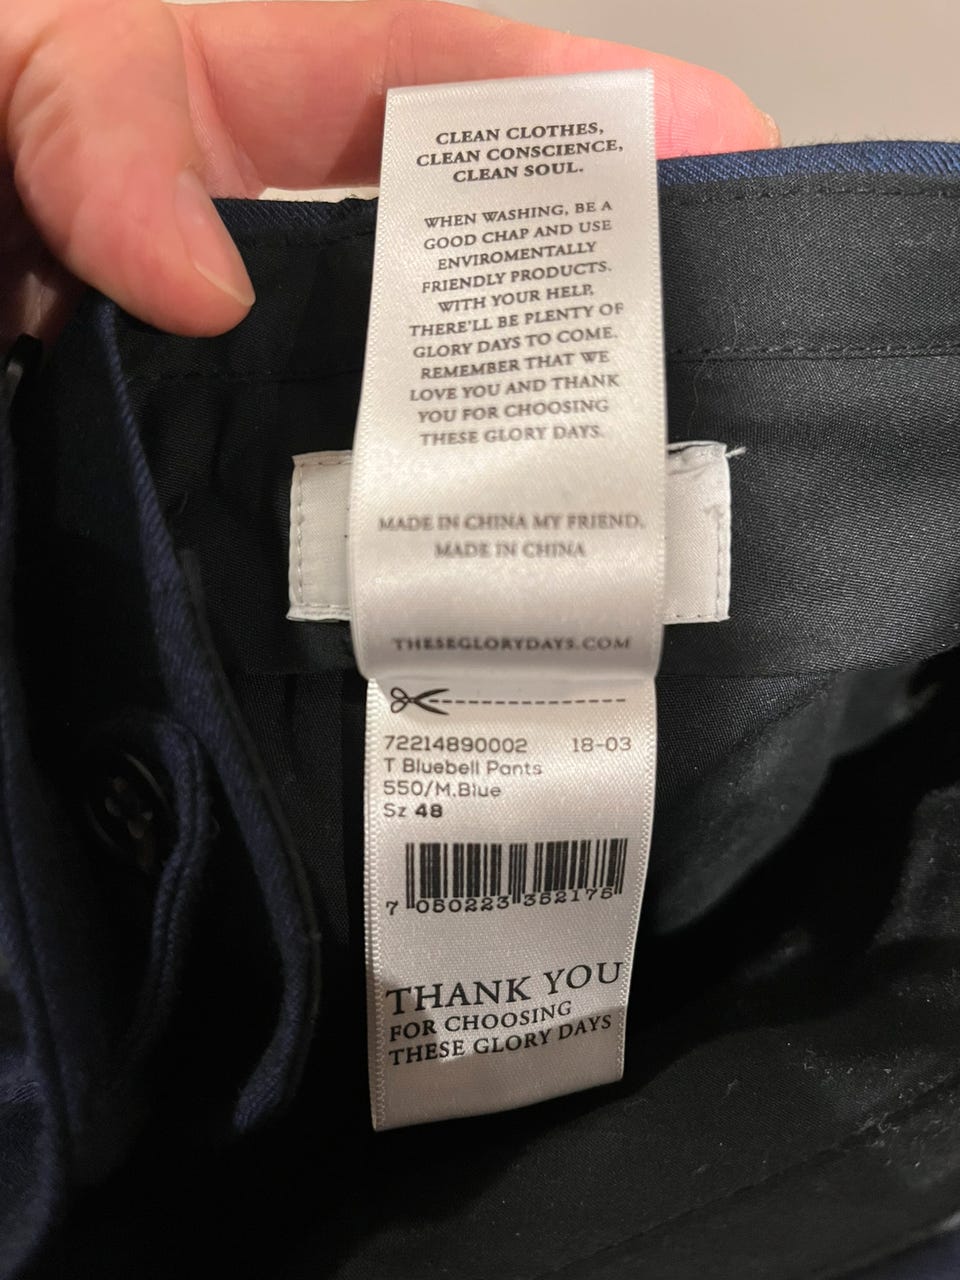 CLEAN CLOTHES,
CLEAN CONSCIENCE,
CLEAN SOUL.
WHEN WASHING, BE A
GOOD CHAP AND USE
ENVIROMENTALLY
FRIENDLY PRODUCTS.
WITH YOUR HELP,
THERE'LL BE PLENTY OF
GLORY DAYS TO COME.
REMEMBER THAT WE
LOVE YOU AND THANK
YOU FOR CHOOSING
THESE GLORY DAYS.
MADE IN CHINA MY FRIEND,
MADE IN CHINA
THESEGLORYDAYS.COM
72214890002 18-03
T Bluebell Pants
550/M.Blue
Sz 48
7 050223 352175
THANK YOU
FOR CHOOSING
THESE GLORY DAYS